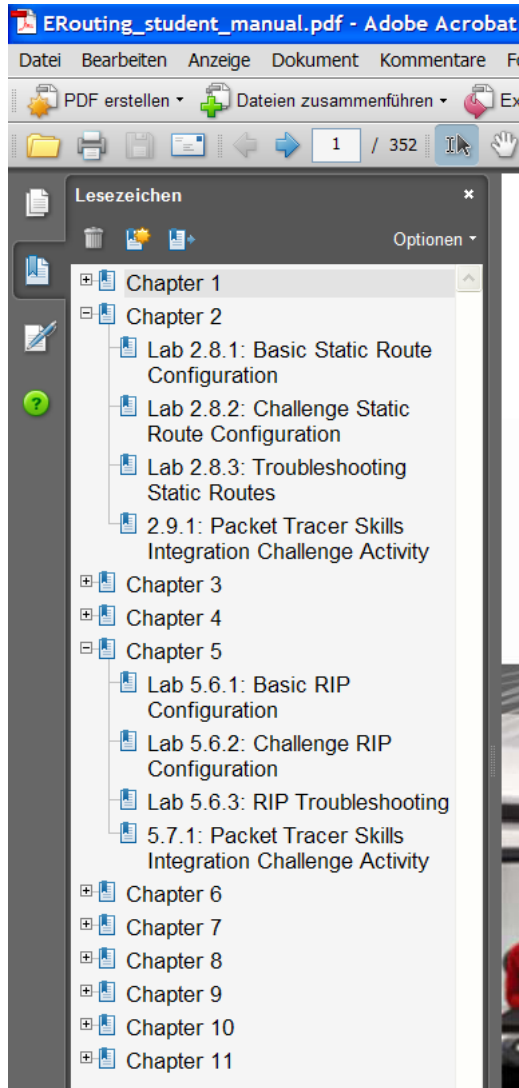 ERouting_student_manual.pdf - Adobe Acrobat
Datei Bearbeiten Anzeige Dokument Kommentare
PDF erstellen Dateien zusammenführen Ex
1 / 352
Lesezeichen
Optionen
Chapter 1
Chapter 2
Lab 2.8.1: Basic Static Route
Configuration
Lab 2.8.2: Challenge Static
Route Configuration
Lab 2.8.3: Troubleshooting
Static Routes
2.9.1: Packet Tracer Skills
Integration Challenge Activity
Chapter 3
Chapter 4
Chapter 5
Lab 5.6.1: Basic RIP
Configuration
Lab 5.6.2: Challenge RIP
Configuration
Lab 5.6.3: RIP Troubleshooting
5.7.1: Packet Tracer Skills
Integration Challenge Activity
Chapter 6
Chapter 7
Chapter 8
Chapter 9
Chapter 10
Chapter 11